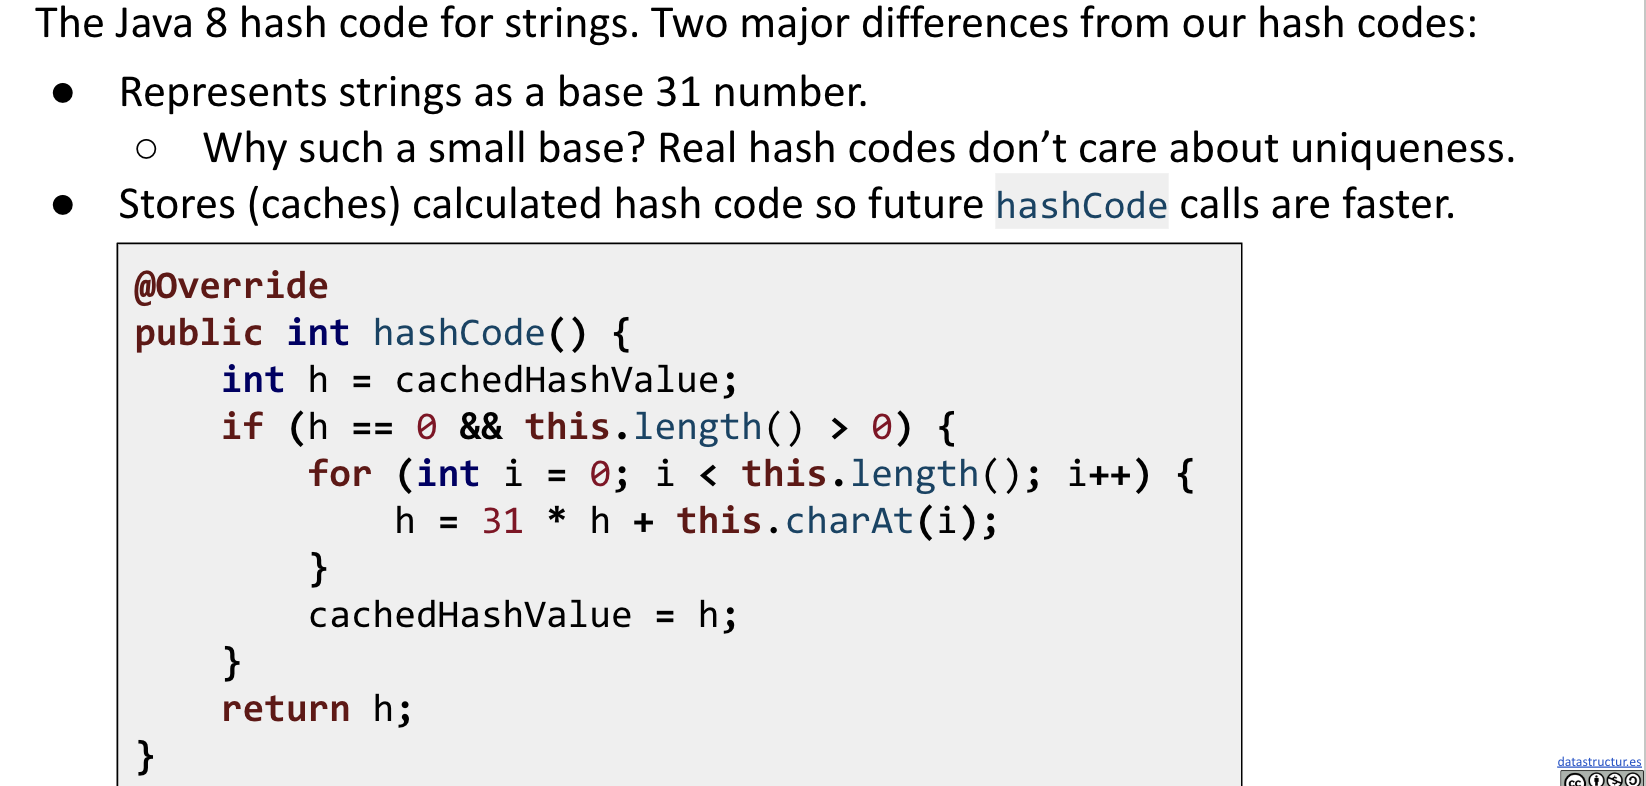 The Java 8 hash code for strings. Two major differences from our hash codes:
● Represents strings as a base 31 number.
○ Why such a small base? Real hash codes don’t care about uniqueness.
● Stores (caches) calculated hash code so future hashCode calls are faster.
@Override
public int hashCode() {
    int h = cachedHashValue;
    if (h == 0 && this.length() > 0) {
        for (int i = 0; i < this.length(); i++) {
            h = 31 * h + this.charAt(i);
        }
        cachedHashValue = h;
    }
    return h;
}
datastructur.es
cc